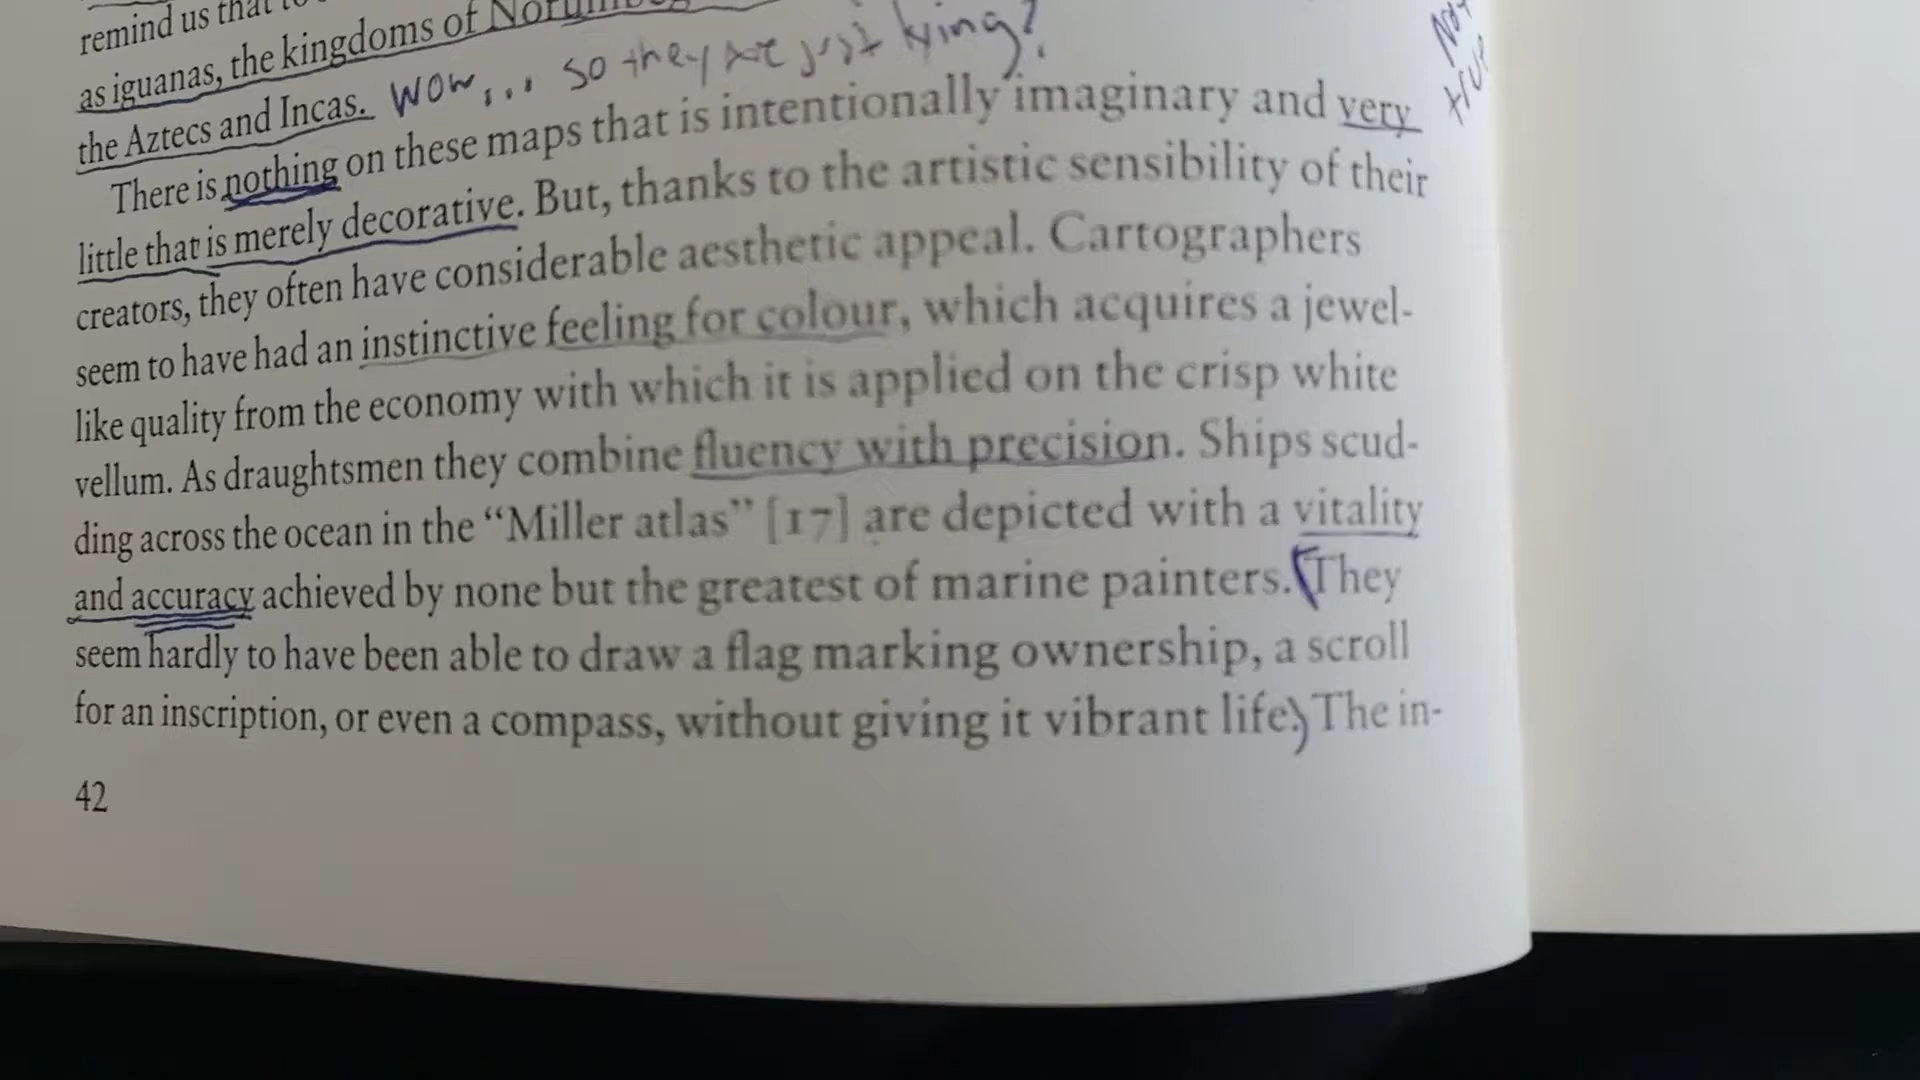 remind us that
as iguanas, the kingdoms of
the Aztecs and Incas. Wow... so they are just lying?
Not
true
There is nothing on these maps that is intentionally imaginary and very
little that is merely decorative. But, thanks to the artistic sensibility of their
creators, they often have considerable aesthetic appeal. Cartographers
seem to have had an instinctive feeling for colour, which acquires a jewel-
like quality from the economy with which it is applied on the crisp white
vellum. As draughtsmen they combine fluency with precision. Ships scud-
ding across the ocean in the “Miller atlas” [17] are depicted with a vitality
and accuracy achieved by none but the greatest of marine painters. (They
seem hardly to have been able to draw a flag marking ownership, a scroll
for an inscription, or even a compass, without giving it vibrant life.) The in-
42